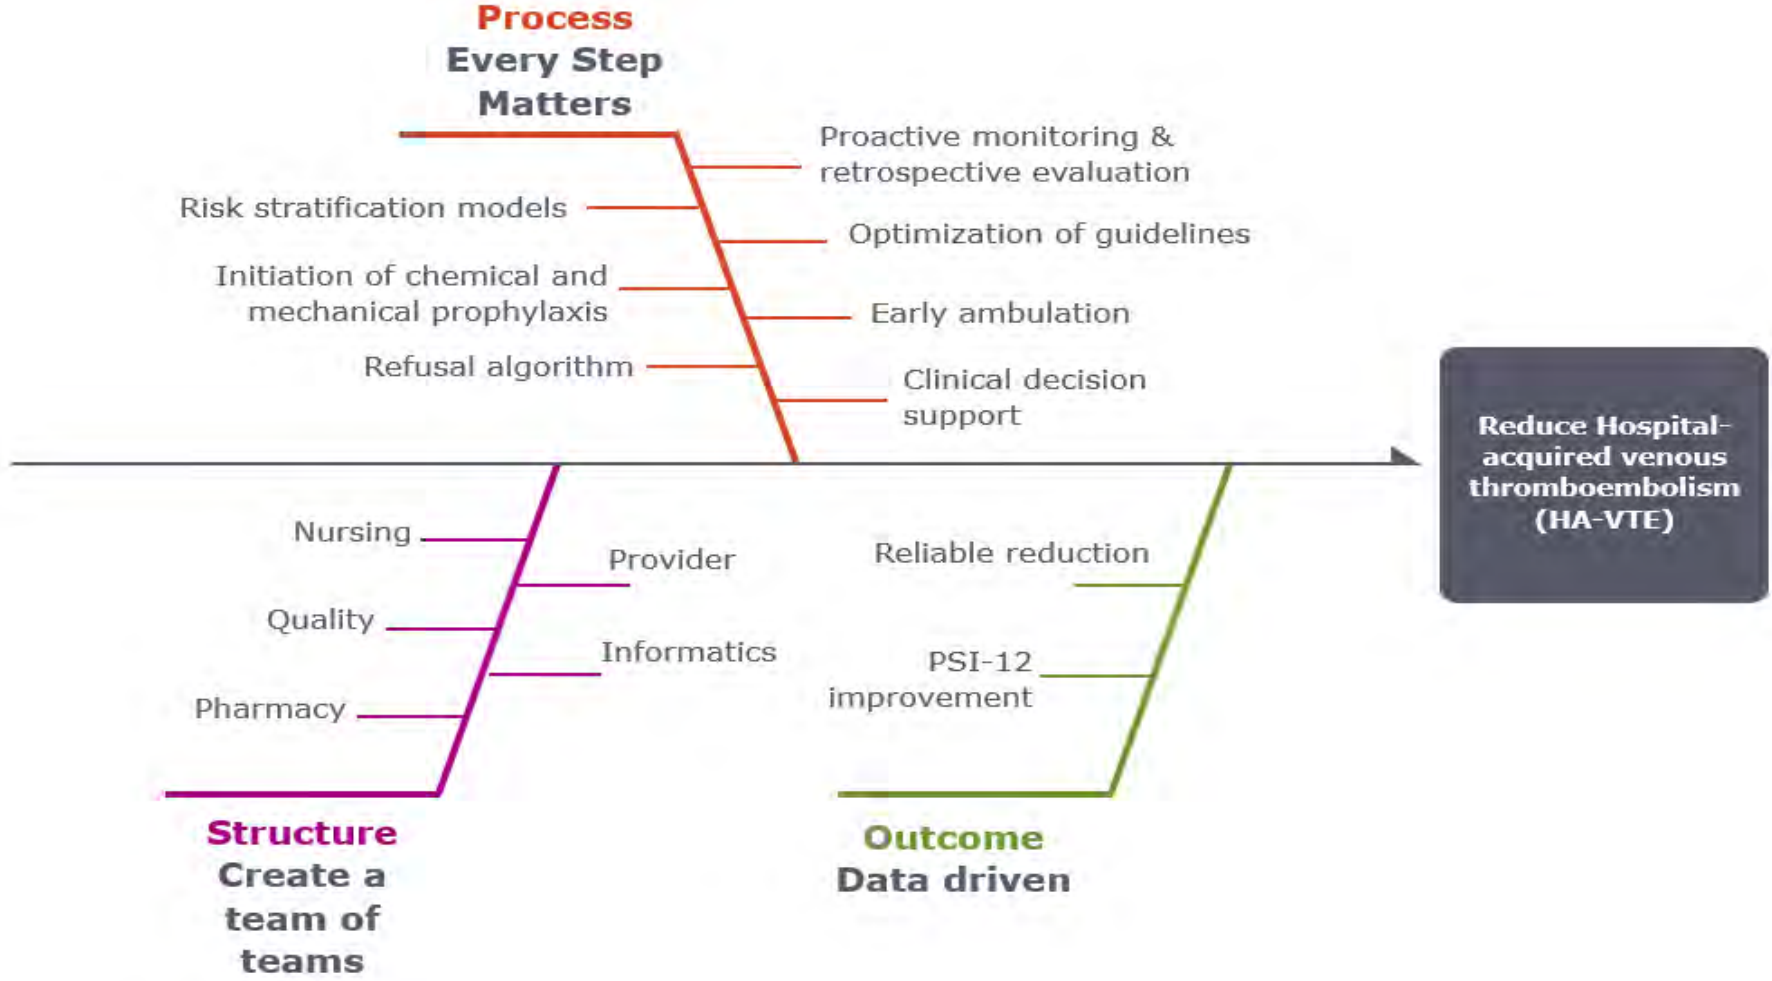 Process
Every Step
Matters
Proactive monitoring &
retrospective evaluation
Risk stratification models
Optimization of guidelines
Initiation of chemical and
mechanical prophylaxis
Early ambulation
Refusal algorithm
Clinical decision
support
Reduce Hospital-
acquired venous
thromboembolism
(HA-VTE)
Nursing
Provider
Quality
Informatics
Pharmacy
Structure
Create a
team of
teams
Reliable reduction
PSI-12
improvement
Outcome
Data driven